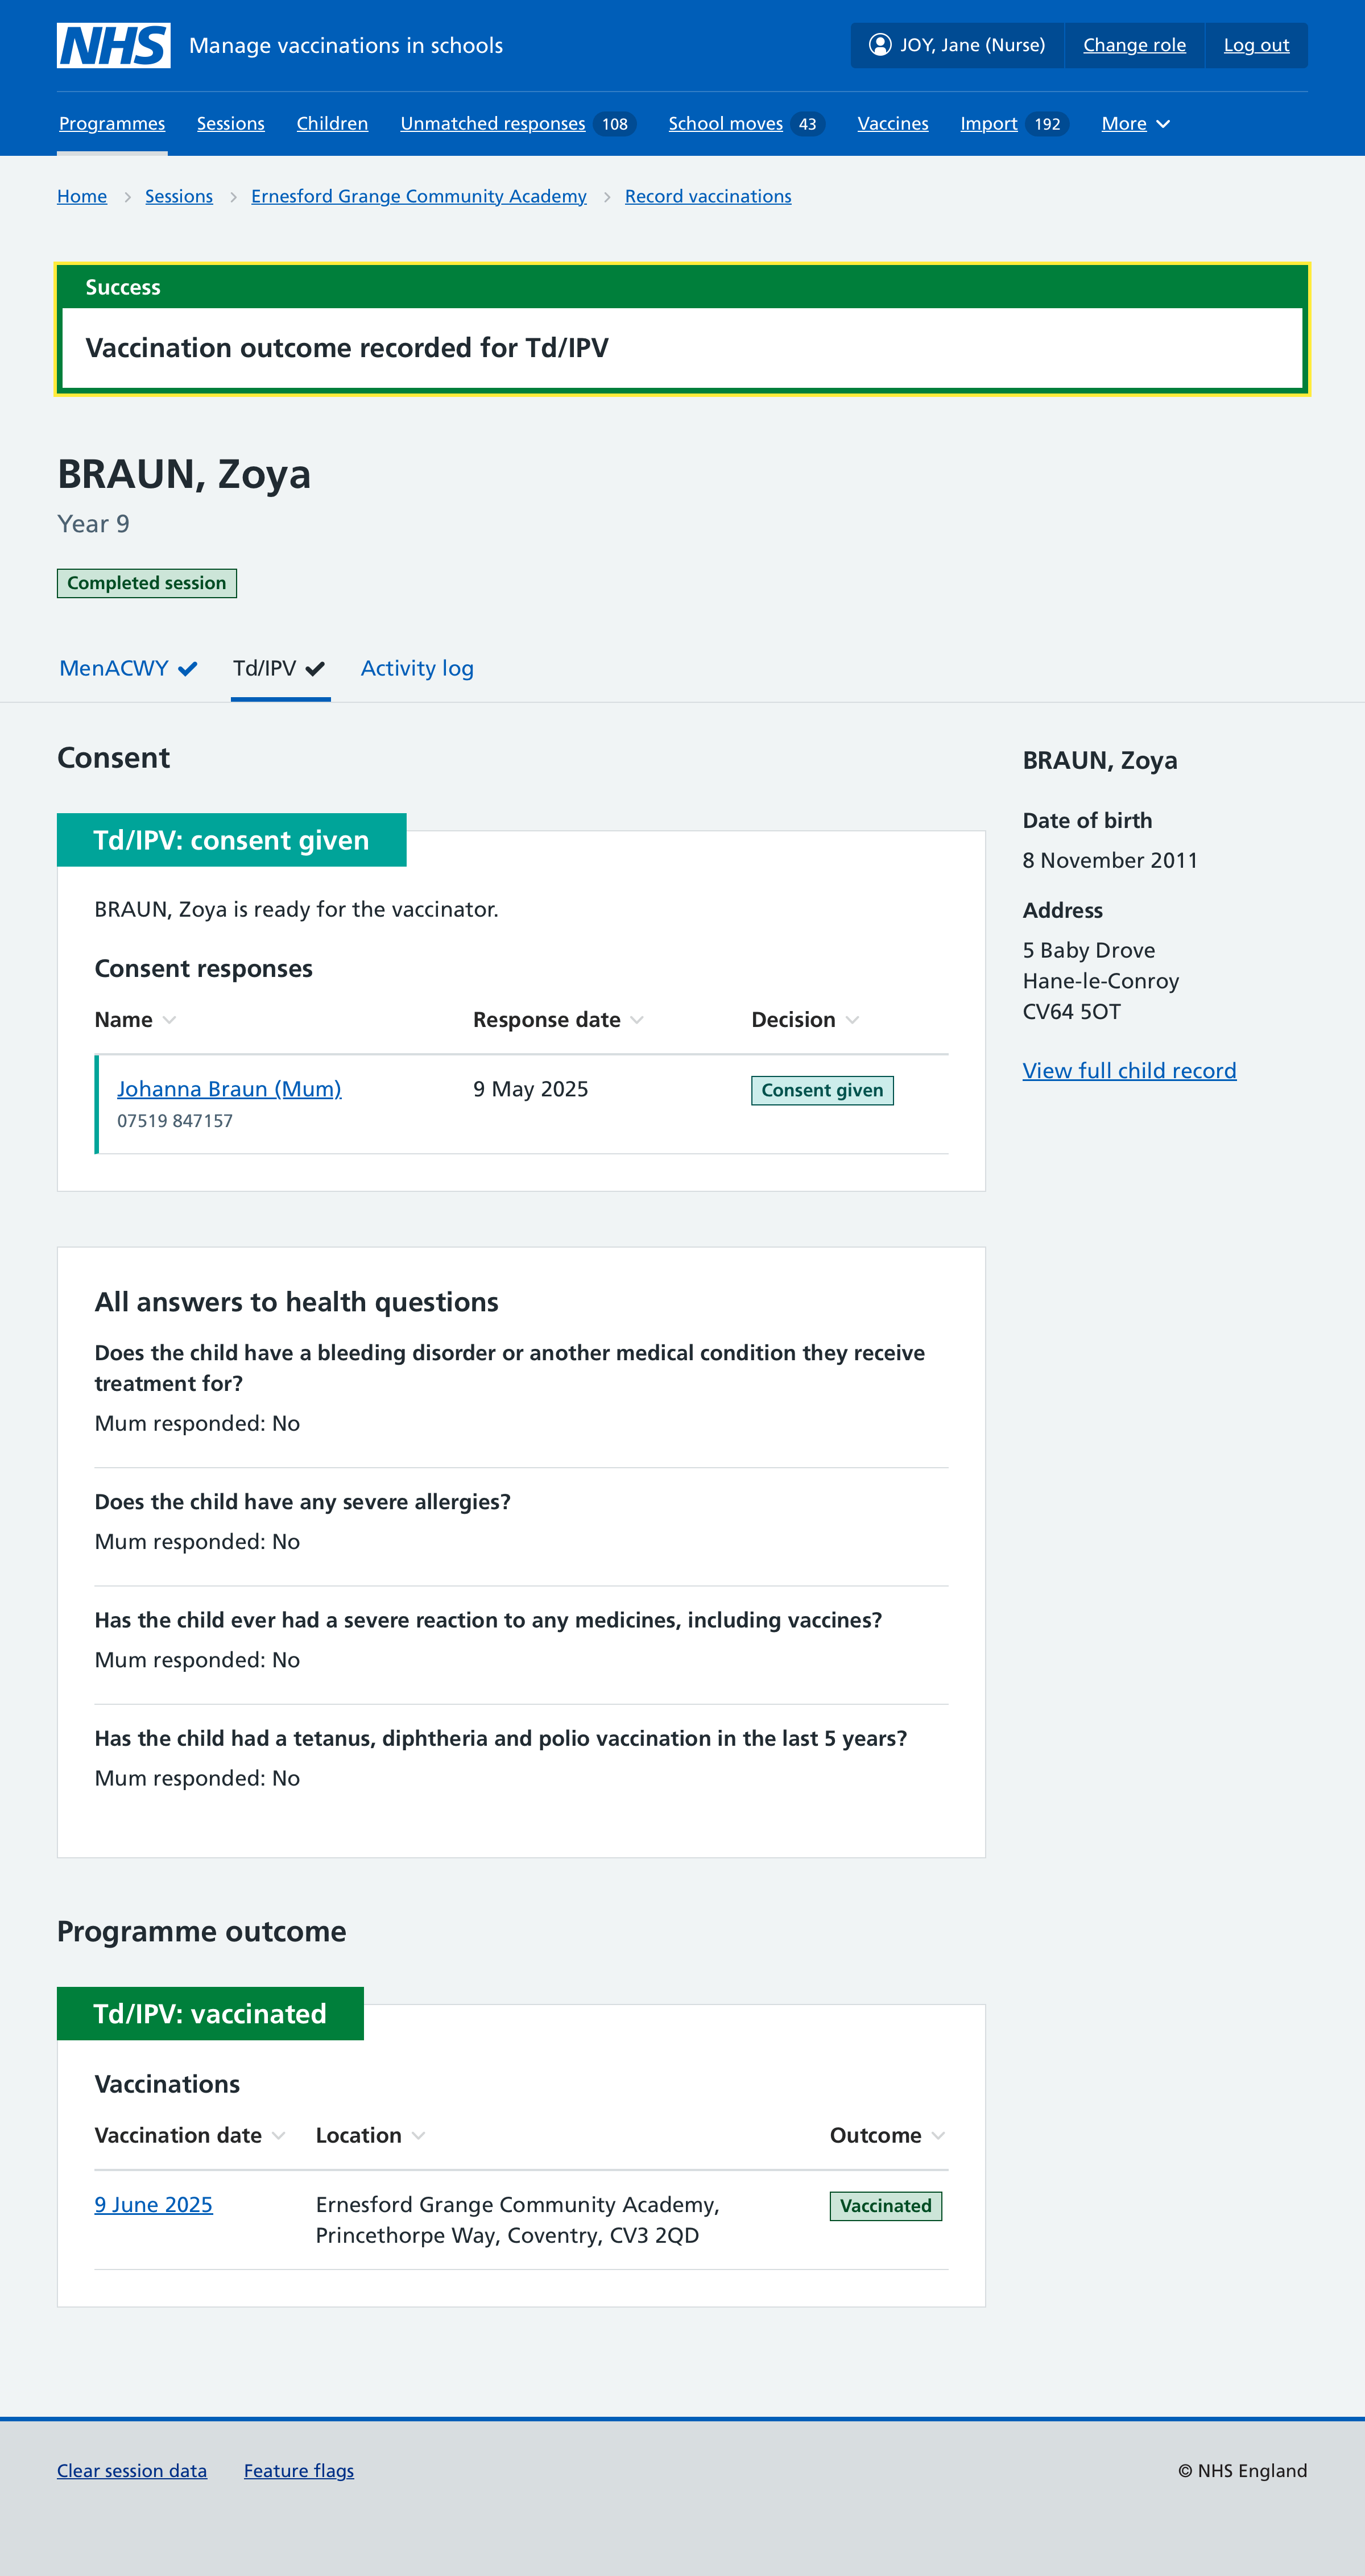 NHS Manage vaccinations in schools
JOY, Jane (Nurse) Change role Log out
Programmes Sessions Children Unmatched responses 108 School moves 43 Vaccines Import 192 More
Home Sessions Ernesford Grange Community Academy Record vaccinations
Success
Vaccination outcome recorded for Td/IPV
BRAUN, Zoya
Year 9
Completed session
MenACWY Td/IPV Activity log
Consent
Td/IPV: consent given
BRAUN, Zoya is ready for the vaccinator.
Consent responses
Name Response date Decision
Johanna Braun (Mum) 9 May 2025 Consent given
07519 847157
BRAUN, Zoya
Date of birth
8 November 2011
Address
5 Baby Drove
Hane-le-Conroy
CV64 5OT
View full child record
All answers to health questions
Does the child have a bleeding disorder or another medical condition they receive
treatment for?
Mum responded: No
Does the child have any severe allergies?
Mum responded: No
Has the child ever had a severe reaction to any medicines, including vaccines?
Mum responded: No
Has the child had a tetanus, diphtheria and polio vaccination in the last 5 years?
Mum responded: No
Programme outcome
Td/IPV: vaccinated
Vaccinations
Vaccination date Location Outcome
9 June 2025 Ernesford Grange Community Academy, Vaccinated
Princethorpe Way, Coventry, CV3 2QD
Clear session data Feature flags © NHS England